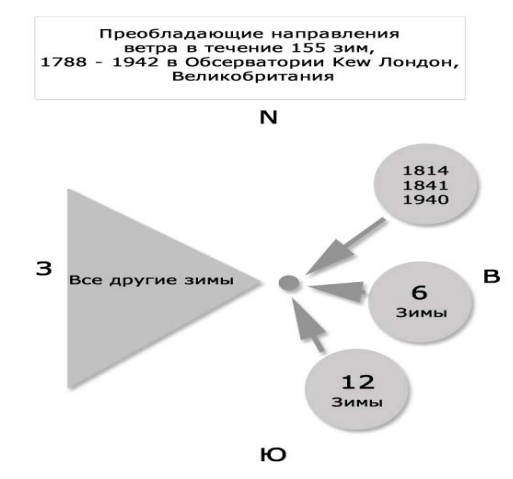 Преобладающие направления
ветра в течение 155 зим,
1788 - 1942 в Обсерватории Kew Лондон,
Великобритания
N
1814
1841
1940
З
Все другие зимы
В
6
Зимы
12
Зимы
Ю